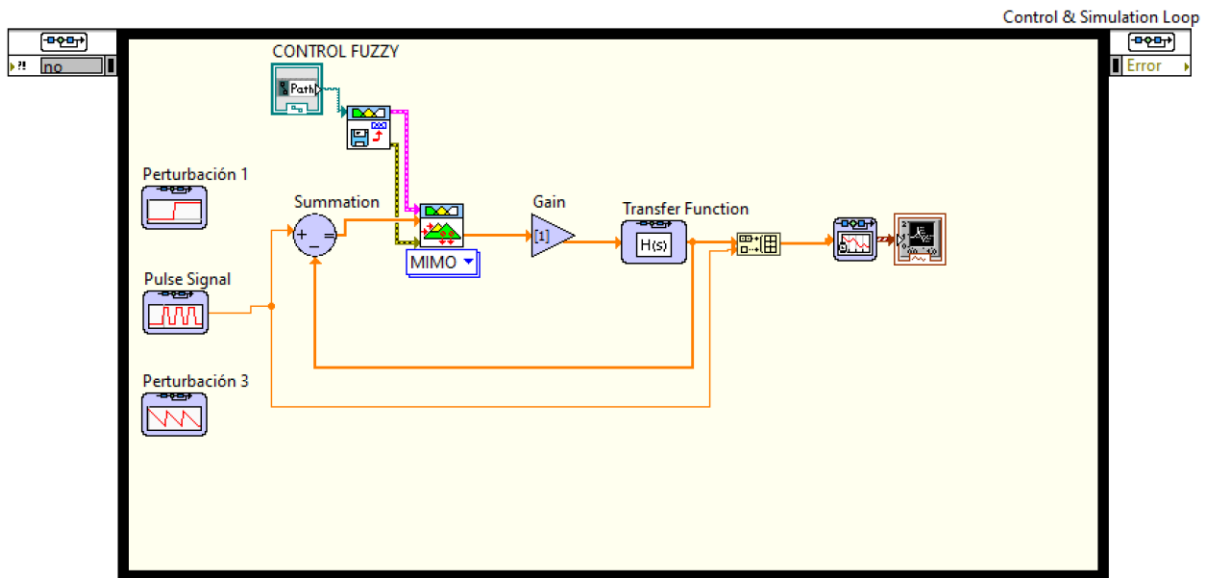 Control & Simulation Loop
no
Error
CONTROL FUZZY
Path
Perturbación 1
Summation
Gain
[1]
Transfer Function
H(s)
MIMO
Pulse Signal
Perturbación 3